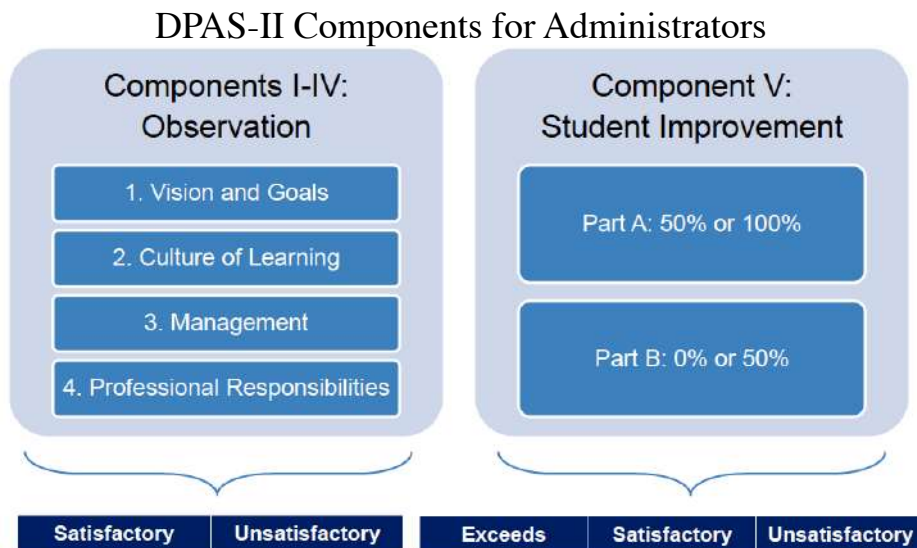 DPAS-II Components for Administrators
Components I-IV:
Observation
1. Vision and Goals
2. Culture of Learning
3. Management
4. Professional Responsibilities
Component V:
Student Improvement
Part A: 50% or 100%
Part B: 0% or 50%
Satisfactory Unsatisfactory
Exceeds Satisfactory Unsatisfactory